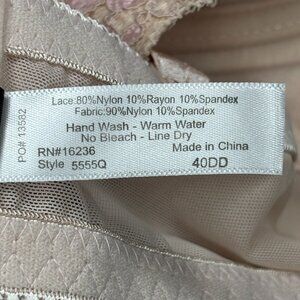 Lace:80%Nylon 10%Rayon 10%Spandex
Fabric:90%Nylon 10%Spandex
Hand Wash - Warm Water
No Bleach - Line Dry
RN#16236 Made in China
Style 5555Q 40DD
PO# 13582